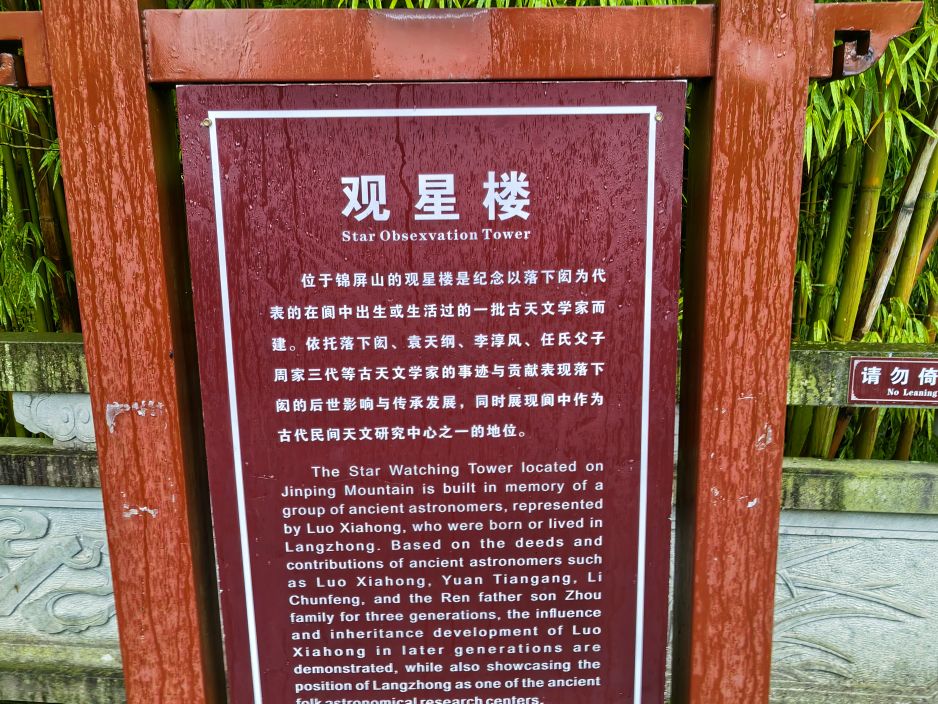 观星楼
Star Obsexvation Tower
位于锦屏山的观星楼是纪念以落下闳为代
表的在阆中出生或生活过的一批古天文学家而
建。依托落下闳、袁天纲、李淳风、任氏父子
周家三代等古天文学家的事迹与贡献表现落下
闳的后世影响与传承发展，同时展现阆中作为
古代民间天文研究中心之一的地位。
The Star Watching Tower located on
Jinping Mountain is built in memory of a
group of ancient astronomers, represented
by Luo Xiahong, who were born or lived in
Langzhong. Based on the deeds and
contributions of ancient astronomers such
as Luo Xiahong, Yuan Tiangang, Li
Chunfeng, and the Ren father son Zhou
family for three generations, the influence
and inheritance development of Luo
Xiahong in later generations are
demonstrated, while also showcasing the
position of Langzhong as one of the ancient
folk astronomical research centers.
请勿倚
No Leaning